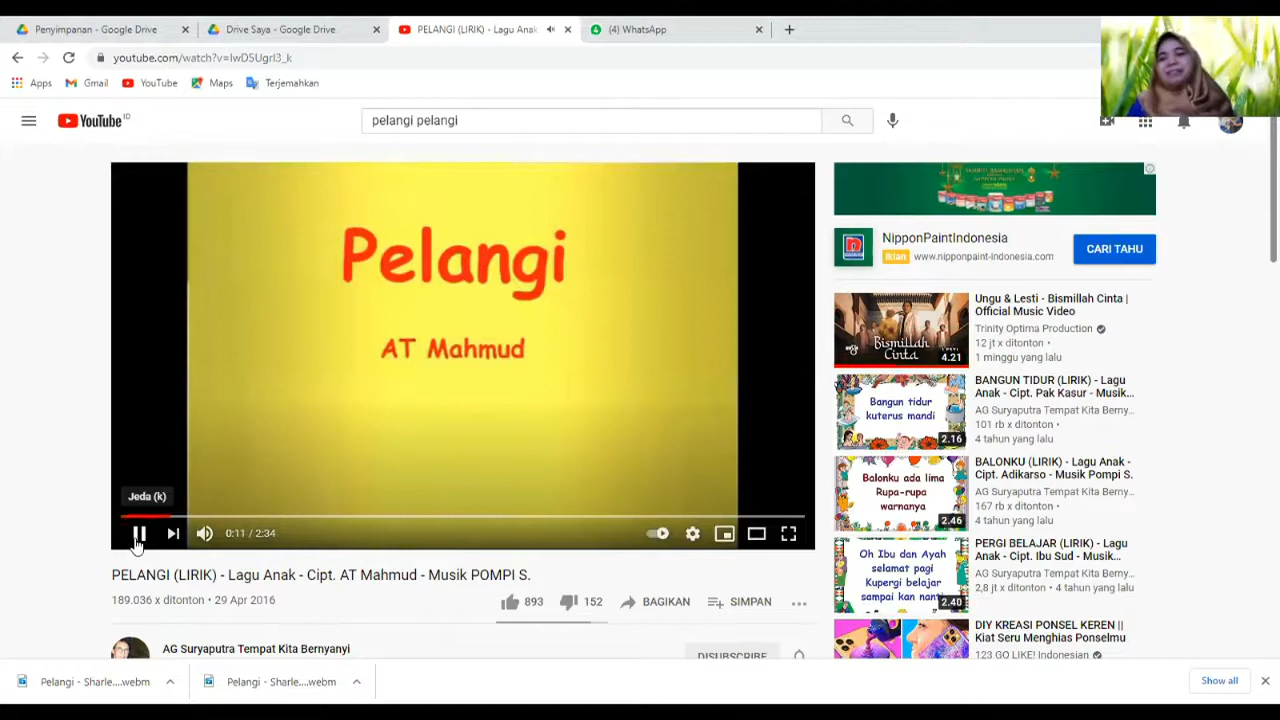 Penyimpanan - Google Drive
Drive Saya - Google Drive
PELANGI (LIRIK) - Lagu Anak
(4) WhatsApp
youtube.com/watch?v=IwDSUgrI3_k
Apps
Gmail
YouTube
Maps
Terjemahkan
YouTube ID
pelangi pelangi
Pelangi
AT Mahmud
Jeda (k)
0:11 / 2:34
PELANGI (LIRIK) - Lagu Anak - Cipt. AT Mahmud - Musik POMPI S.
189.036 x ditonton • 29 Apr 2016
893
152
BAGIKAN
SIMPAN
AG Suryaputra Tempat Kita Bernyanyi
DISUBSCRIBE
NipponPaintIndonesia
Iklan
www.nipponpaint-indonesia.com
CARI TAHU
Bismillah
Cinta
4.21
Ungu & Lesti - Bismillah Cinta |
Official Music Video
Trinity Optima Production
12 jt x ditonton •
1 minggu yang lalu
Bangun tidur
kuterus mandi
2.16
BANGUN TIDUR (LIRIK) - Lagu
Anak - Cipt. Pak Kasur - Musik...
AG Suryaputra Tempat Kita Berny...
101 rb x ditonton •
4 tahun yang lalu
Balonku ada lima
Rupa-rupa
warnanya
2.46
BALONKU (LIRIK) - Lagu Anak -
Cipt. Adikarso - Musik Pompi S.
AG Suryaputra Tempat Kita Berny...
167 rb x ditonton •
4 tahun yang lalu
Oh Ibu dan Ayah
selamat pagi
Kupergi belajar
sampai kan nanti
2.40
PERGI BELAJAR (LIRIK) - Lagu
Anak - Cipt. Ibu Sud - Musik...
AG Suryaputra Tempat Kita Berny...
2,8 jt x ditonton • 4 tahun yang lalu
DIY KREASI PONSEL KEREN ||
Kiat Seru Menghias Ponselmu
123 GO LIKE! Indonesian
Pelangi - Sharle....webm
Pelangi - Sharle....webm
Show all